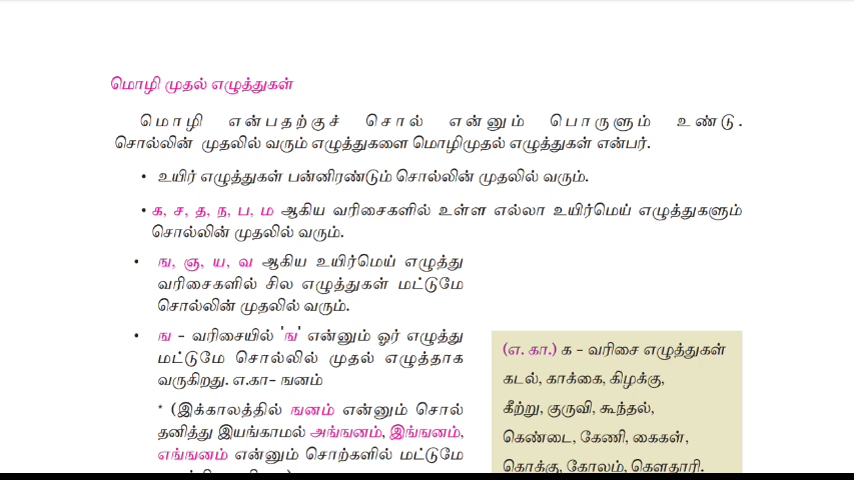 மொழி முதல் எழுத்துகள்
மொழி என்பதற்குச் சொல் என்னும் பொருளும் உண்டு.
சொல்லின் முதலில் வரும் எழுத்துகளை மொழிமுதல் எழுத்துகள் என்பர்.
• உயிர் எழுத்துகள் பன்னிரண்டும் சொல்லின் முதலில் வரும்.
• க, ச, த, ந, ப, ம ஆகிய வரிசைகளில் உள்ள எல்லா உயிர்மெய் எழுத்துகளும்
சொல்லின் முதலில் வரும்.
• ங, ஞ, ய, வ ஆகிய உயிர்மெய் எழுத்து
வரிசைகளில் சில எழுத்துகள் மட்டுமே
சொல்லின் முதலில் வரும்.
• ங – வரிசையில் 'ங' என்னும் ஓர் எழுத்து
மட்டுமே சொல்லில் முதல் எழுத்தாக
வருகிறது. எ.கா– ஙனம்
* (இக்காலத்தில் ஙனம் என்னும் சொல்
தனித்து இயங்காமல் அங்ஙனம், இங்ஙனம்,
எங்ஙனம் என்னும் சொற்களில் மட்டுமே
(எ. கா.) க – வரிசை எழுத்துகள்
கடல், காக்கை, கிழக்கு,
கீற்று, குருவி, கூந்தல்,
கெண்டை, கேணி, கைகள்,
கொக்கு, கோலம், கௌதாரி.